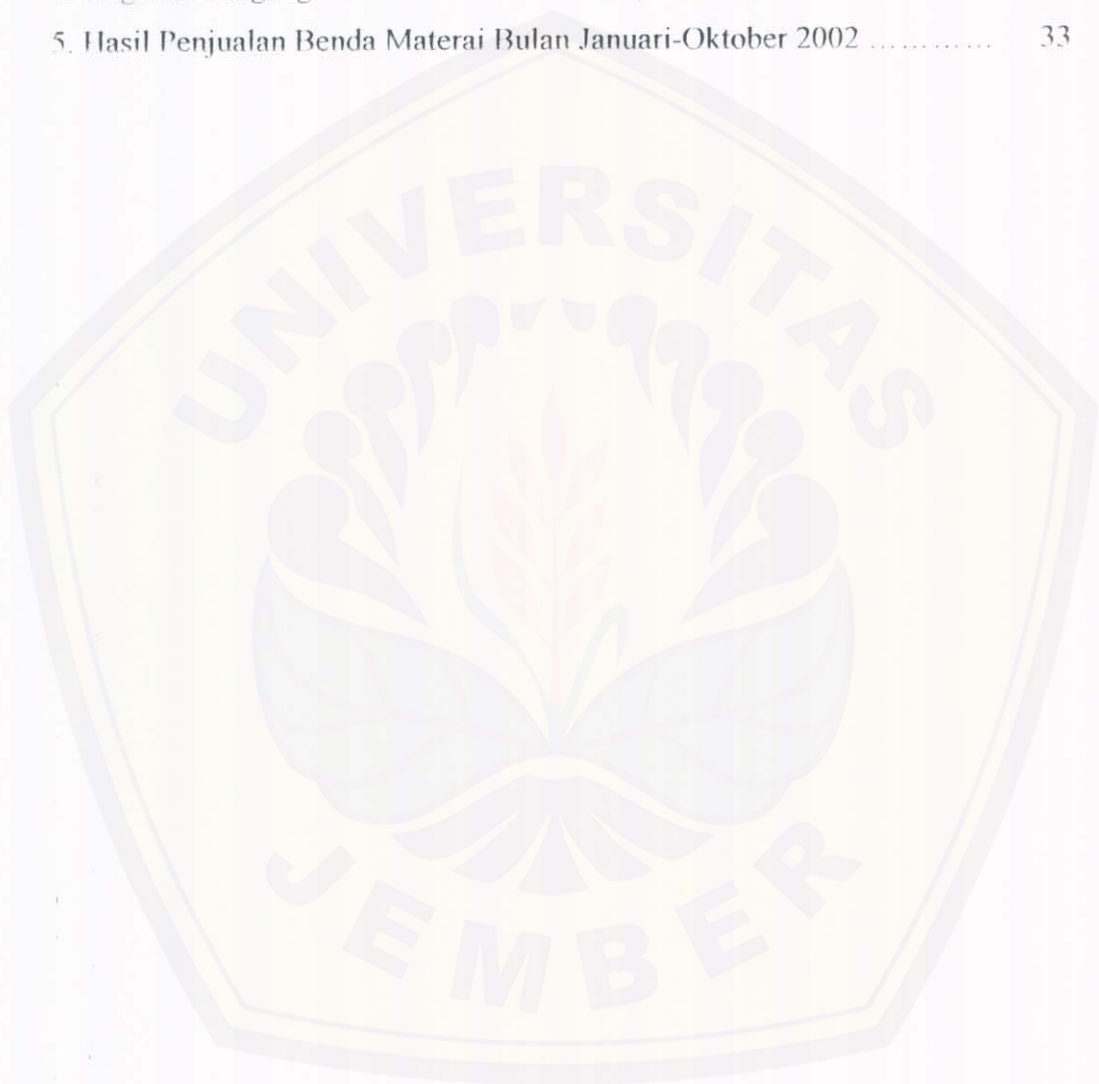 5. Hasil Penjualan Benda Materai Bulan Januari-Oktober 2002 ............ 33
UNIVERSITAS
JEMBER